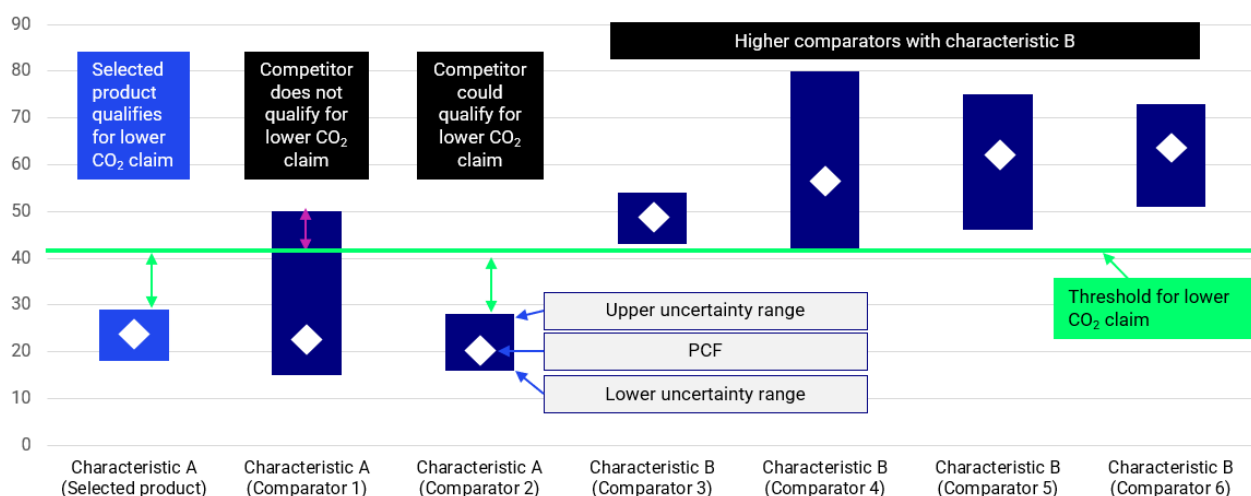 90
80
70
60
50
40
30
20
10
0
Selected
product
qualifies
for lower
CO₂ claim
Competitor
does not
qualify for
lower CO₂
claim
Competitor
could
qualify for
lower CO₂
claim
Higher comparators with characteristic B
Upper uncertainty range
PCF
Lower uncertainty range
Threshold for lower
CO₂ claim
Characteristic A
(Selected product)
Characteristic A
(Comparator 1)
Characteristic A
(Comparator 2)
Characteristic B
(Comparator 3)
Characteristic B
(Comparator 4)
Characteristic B
(Comparator 5)
Characteristic B
(Comparator 6)